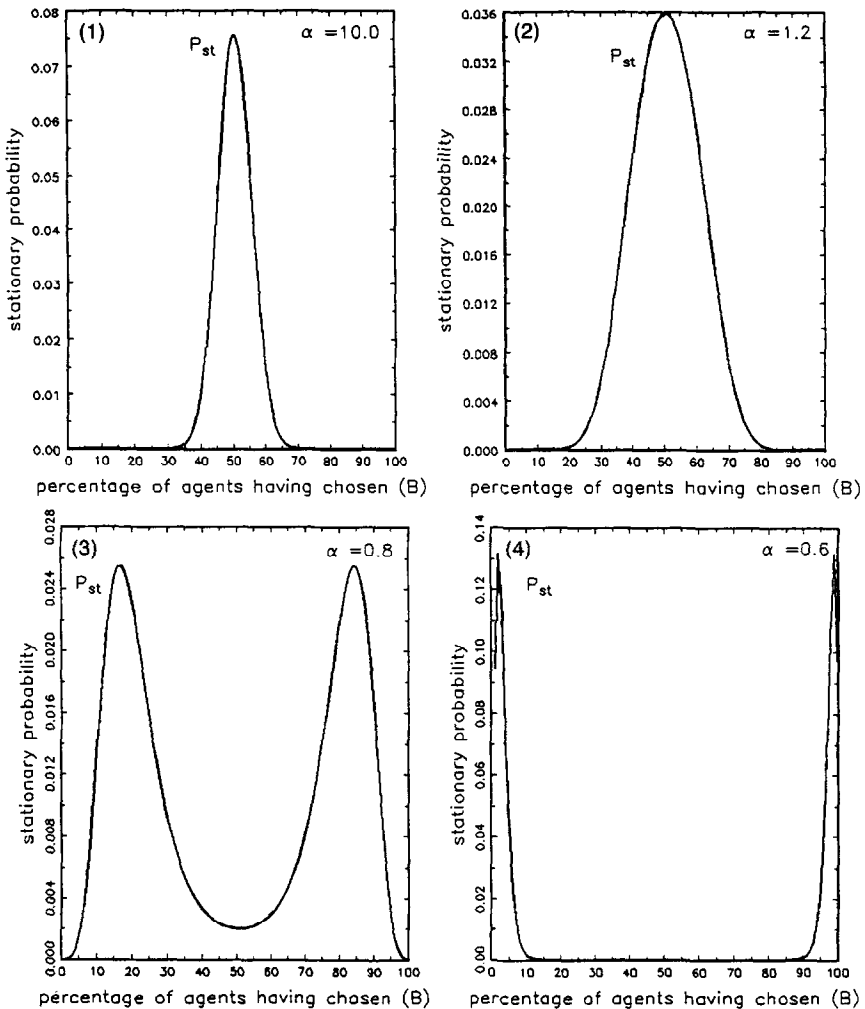 (1)
α =10.0
P_st
stationary probability
0.08
0.07
0.06
0.05
0.04
0.03
0.02
0.01
0.00
0 10 20 30 40 50 60 70 80 90 100
percentage of agents having chosen (B)
(2)
α =1.2
P_st
stationary probability
0.036
0.032
0.028
0.024
0.020
0.016
0.012
0.008
0.004
0.000
0 10 20 30 40 50 60 70 80 90 100
percentage of agents having chosen (B)
(3)
α =0.8
P_st
stationary probability
0.028
0.024
0.020
0.016
0.012
0.008
0.004
0.000
0.0 10 20 30 40 50 60 70 80 90 100
percentage of agents having chosen (B)
(4)
α =0.6
P_st
stationary probability
0.14
0.12
0.10
0.08
0.06
0.04
0.02
0.00
0 10 20 30 40 50 60 70 80 90 100
percentage of agents having chosen (B)